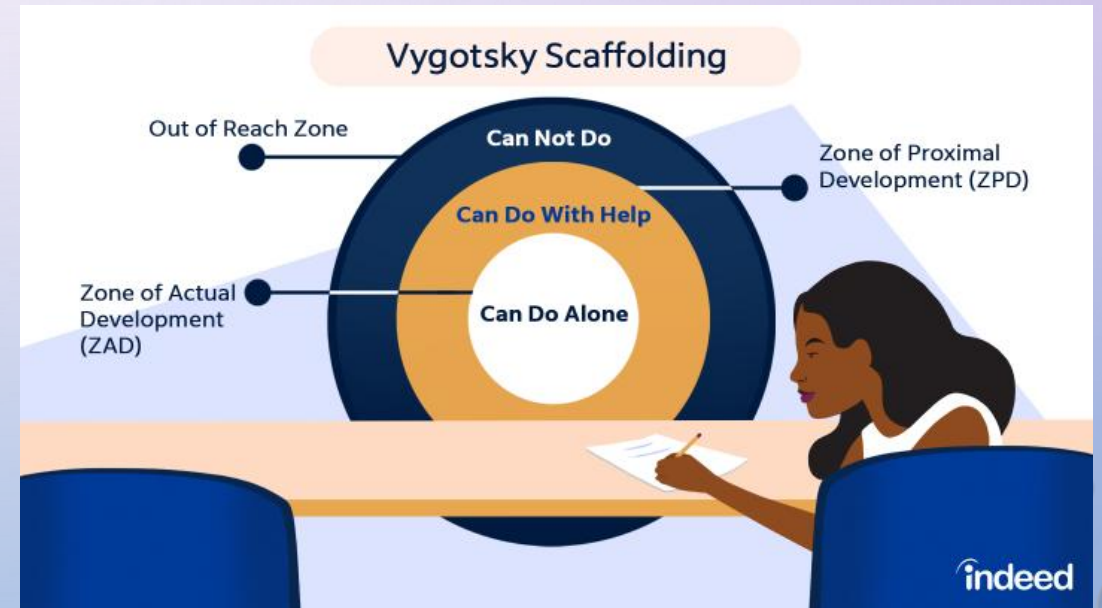 Vygotsky Scaffolding
Out of Reach Zone
Can Not Do
Zone of Proximal
Development (ZPD)
Can Do With Help
Zone of Actual
Development
(ZAD)
Can Do Alone
indeed